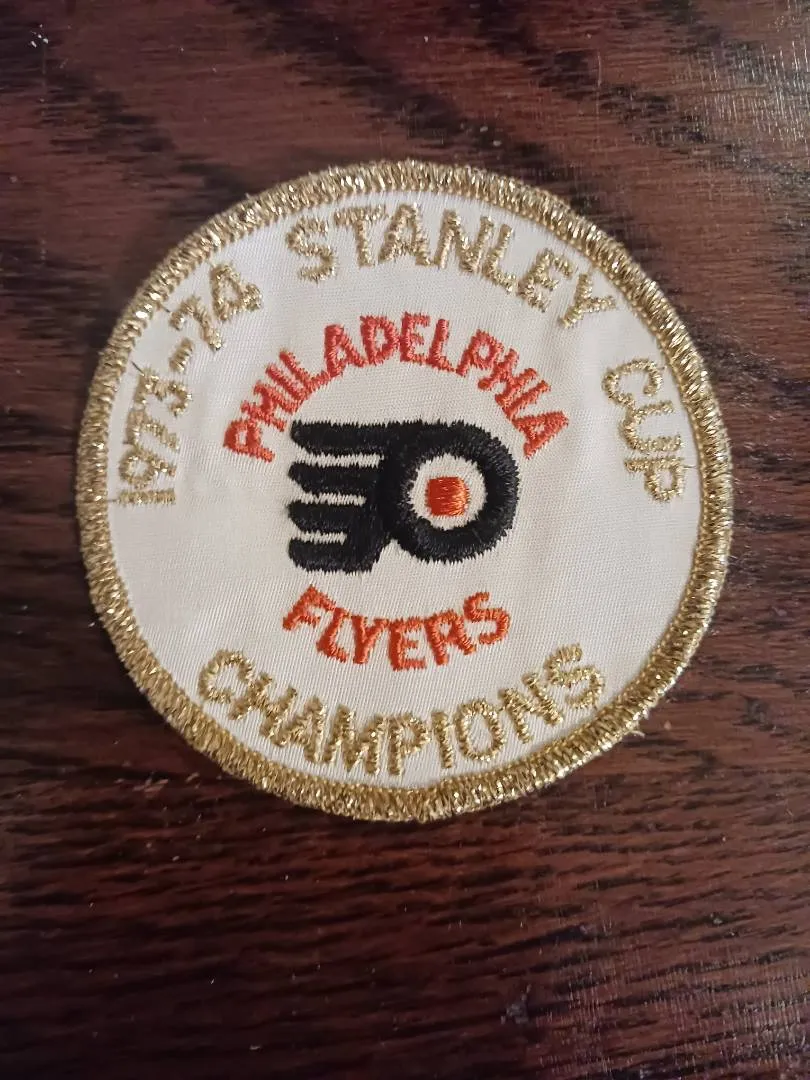 1973-74 STANLEY CUP
PHILADELPHIA
FLYERS
CHAMPIONS